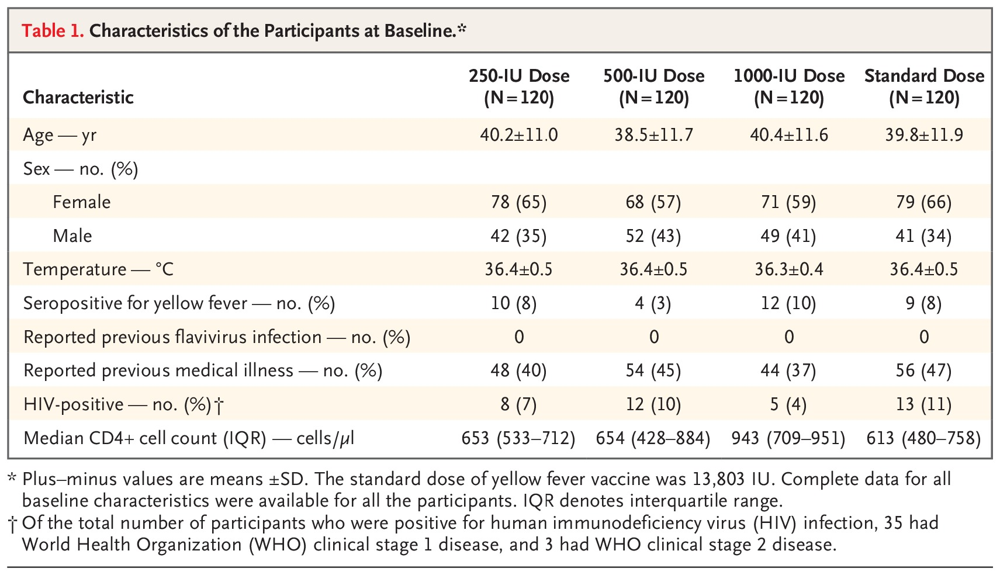 Table 1. Characteristics of the Participants at Baseline.*
Characteristic 250-IU Dose (N=120) 500-IU Dose (N=120) 1000-IU Dose (N=120) Standard Dose (N=120)
Age — yr 40.2±11.0 38.5±11.7 40.4±11.6 39.8±11.9
Sex — no. (%)
Female 78 (65) 68 (57) 71 (59) 79 (66)
Male 42 (35) 52 (43) 49 (41) 41 (34)
Temperature — °C 36.4±0.5 36.4±0.5 36.3±0.4 36.4±0.5
Seropositive for yellow fever — no. (%) 10 (8) 4 (3) 12 (10) 9 (8)
Reported previous flavivirus infection — no. (%) 0 0 0 0
Reported previous medical illness — no. (%) 48 (40) 54 (45) 44 (37) 56 (47)
HIV-positive — no. (%)† 8 (7) 12 (10) 5 (4) 13 (11)
Median CD4+ cell count (IQR) — cells/μl 653 (533–712) 654 (428–884) 943 (709–951) 613 (480–758)
* Plus–minus values are means ±SD. The standard dose of yellow fever vaccine was 13,803 IU. Complete data for all
baseline characteristics were available for all the participants. IQR denotes interquartile range.
† Of the total number of participants who were positive for human immunodeficiency virus (HIV) infection, 35 had
World Health Organization (WHO) clinical stage 1 disease, and 3 had WHO clinical stage 2 disease.